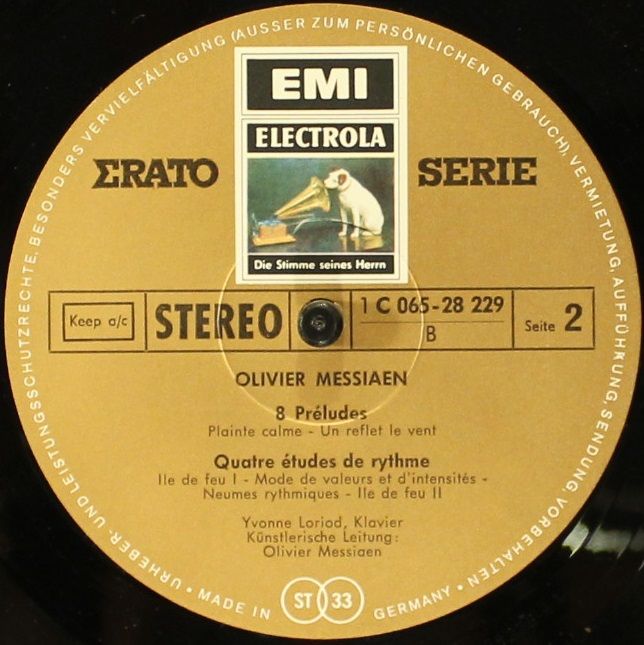 URHEBER- UND LEISTUNGSSCHUTZRECHTE, BESONDERS VERVIELFÄLTIGUNG (AUSSER ZUM PERSÖNLICHEN GEBRAUCH), VERMIETUNG, AUFFÜHRUNG, SENDUNG, VORBEHALTEN •
EMI
ELECTROLA
ΣRATO SERIE
Die Stimme seines Herrn
Keep a/c STEREO 1 C 065-28 229 Seite 2
B
OLIVIER MESSIAEN
8 Préludes
Plainte calme - Un reflet le vent
Quatre études de rythme
Ile de feu I - Mode de valeurs et d'intensités -
Neumes rythmiques - Ile de feu II
Yvonne Loriod, Klavier
Künstlerische Leitung:
Olivier Messiaen
• MADE IN ST 33 GERMANY •